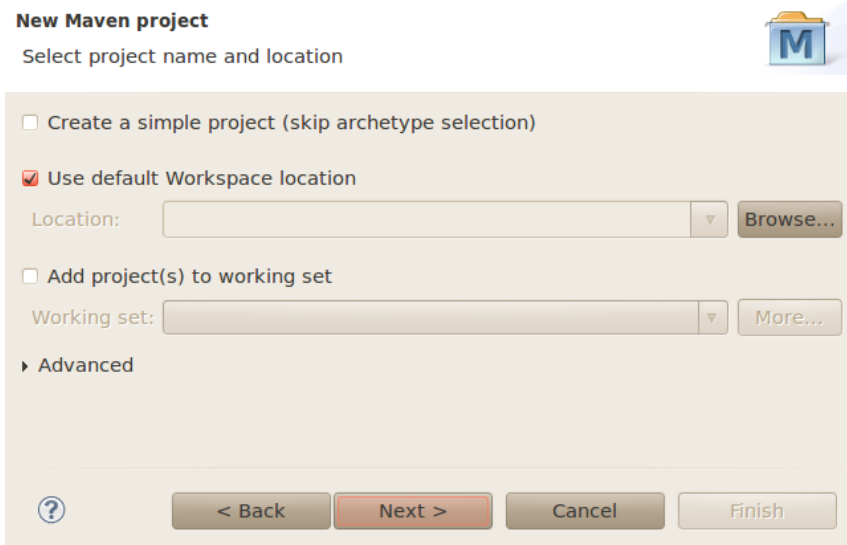 New Maven project
Select project name and location
M
Create a simple project (skip archetype selection)
Use default Workspace location
Location:
Browse...
Add project(s) to working set
Working set:
More...
Advanced
?
< Back
Next >
Cancel
Finish